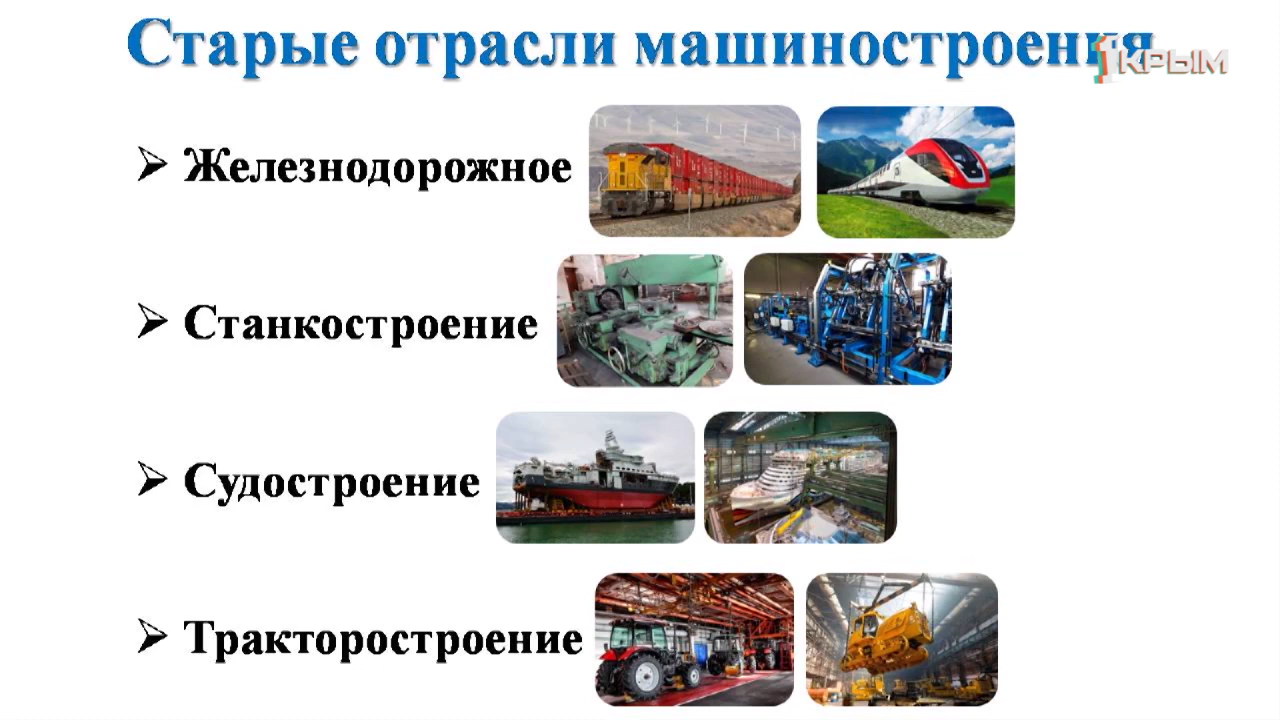 Старые отрасли машиностроения
1КРЫМ
Железнодорожное
Станкостроение
Судостроение
Тракторостроение